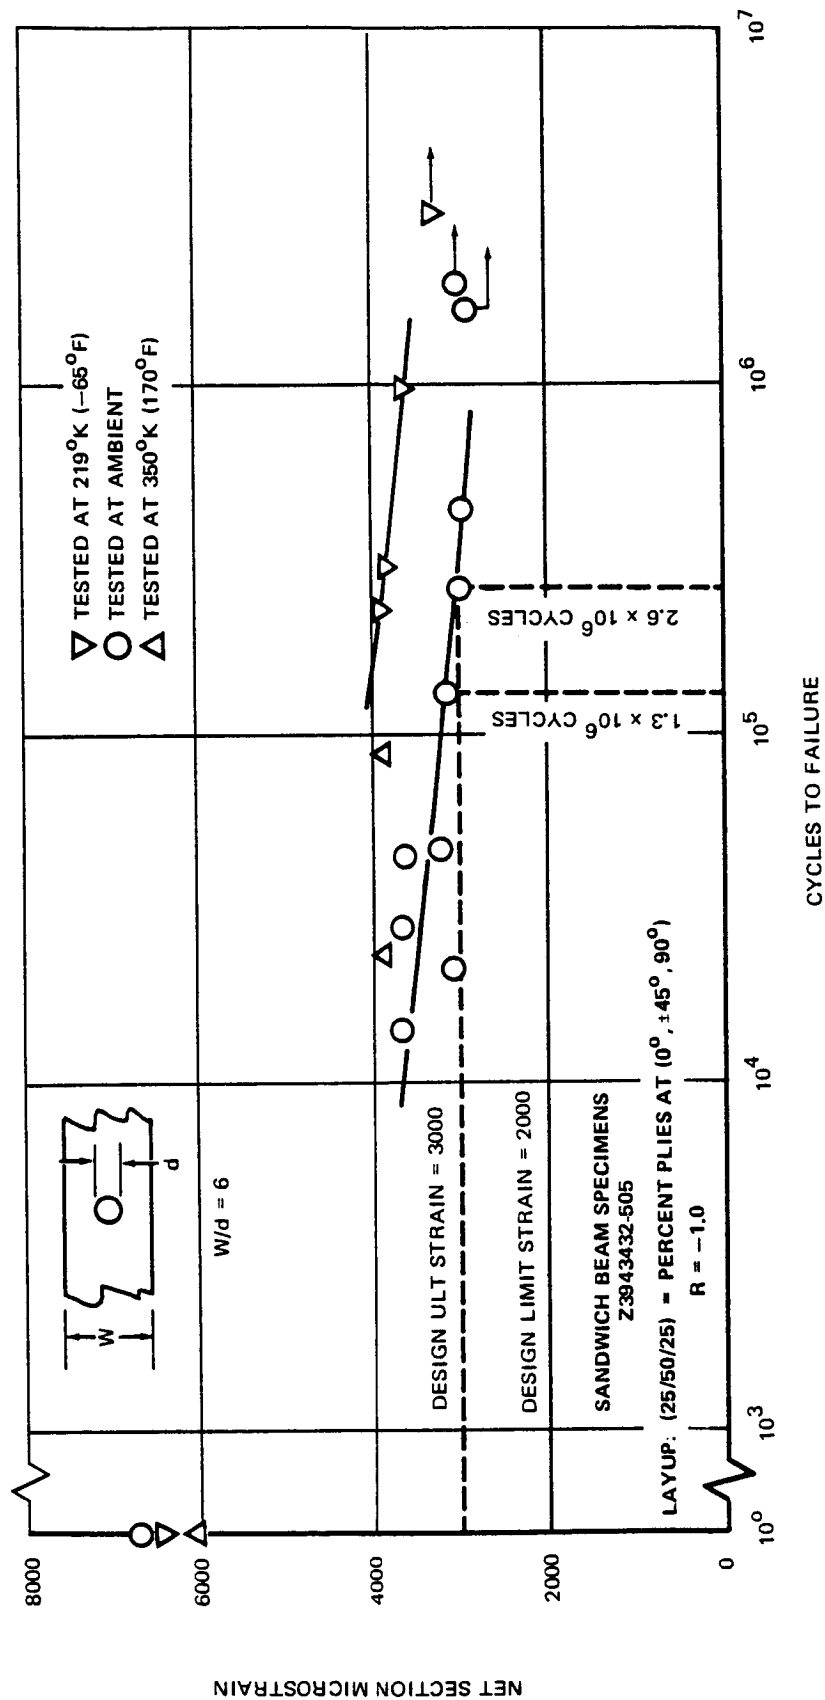 NET SECTION MICROSTRAIN
8000
6000
4000
2000
0
W
d
W/d = 6
TESTED AT 219°K (−65°F)
TESTED AT AMBIENT
TESTED AT 350°K (170°F)
DESIGN ULT STRAIN = 3000
DESIGN LIMIT STRAIN = 2000
SANDWICH BEAM SPECIMENS
Z3943432-505
LAYUP: (25/50/25) = PERCENT PLIES AT (0°, ±45°, 90°)
R = −1.0
1.3 x 10⁶ CYCLES
2.6 x 10⁶ CYCLES
10⁰
10³
10⁴
10⁵
10⁶
10⁷
CYCLES TO FAILURE